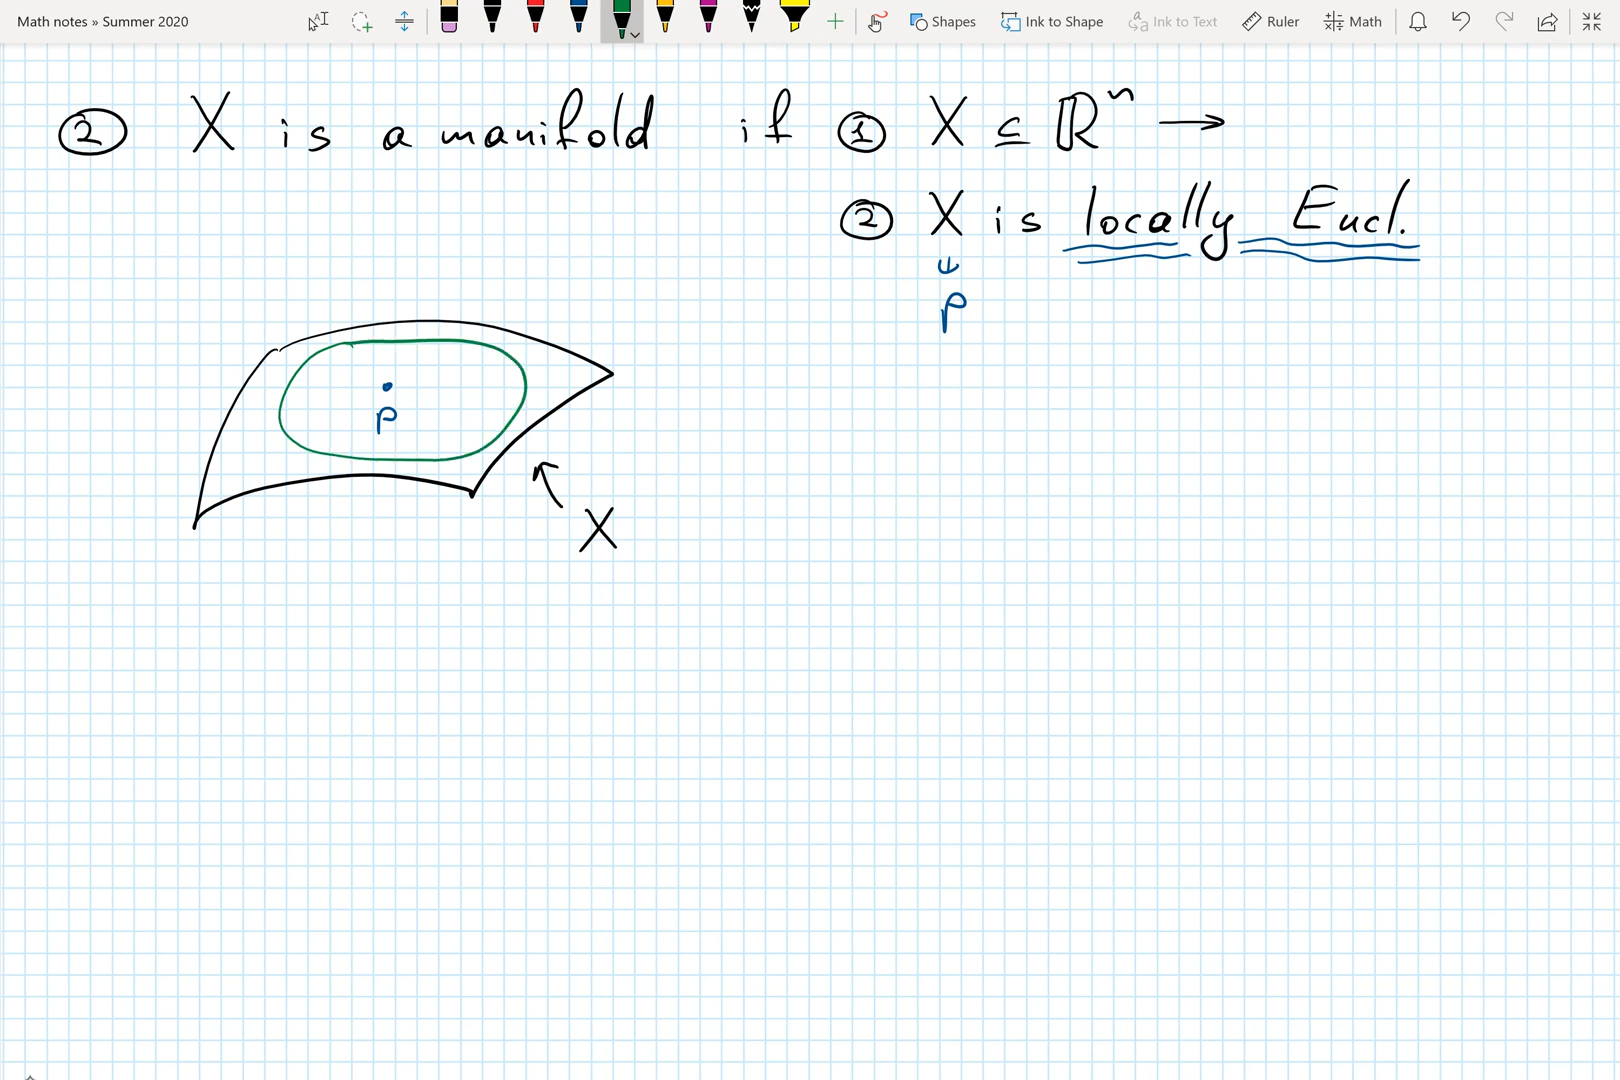 Math notes » Summer 2020 Shapes Ink to Shape Ink to Text Ruler Math
② X is a manifold if ① X ⊆ ℝⁿ →
② X is locally Eucl.
ψ
p
p
X